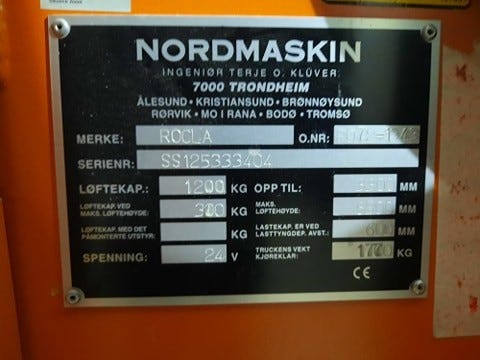 NORDMASKIN
INGENIØR TERJE O. KLÜVER
7000 TRONDHEIM
ÅLESUND • KRISTIANSUND • BRØNNØYSUND
RØRVIK • MO I RANA • BODØ • TROMSØ
MERKE: ROCLA O.NR:
SERIENR: SS125333404
LØFTEKAP.: 1200 KG OPP TIL: MM
LØFTEKAP. VED MAKS. LØFTEHØYDE: 300 KG MAKS. LØFTEHØYDE: MM
LØFTEKAP. MED DET PÅMONTERTE UTSTYR: KG LASTEKAP. ER VED LASTTYNGDEP. AVST.: 600 MM
SPENNING: 24 V TRUCKENS VEKT KJØREKLAR: KG
CE